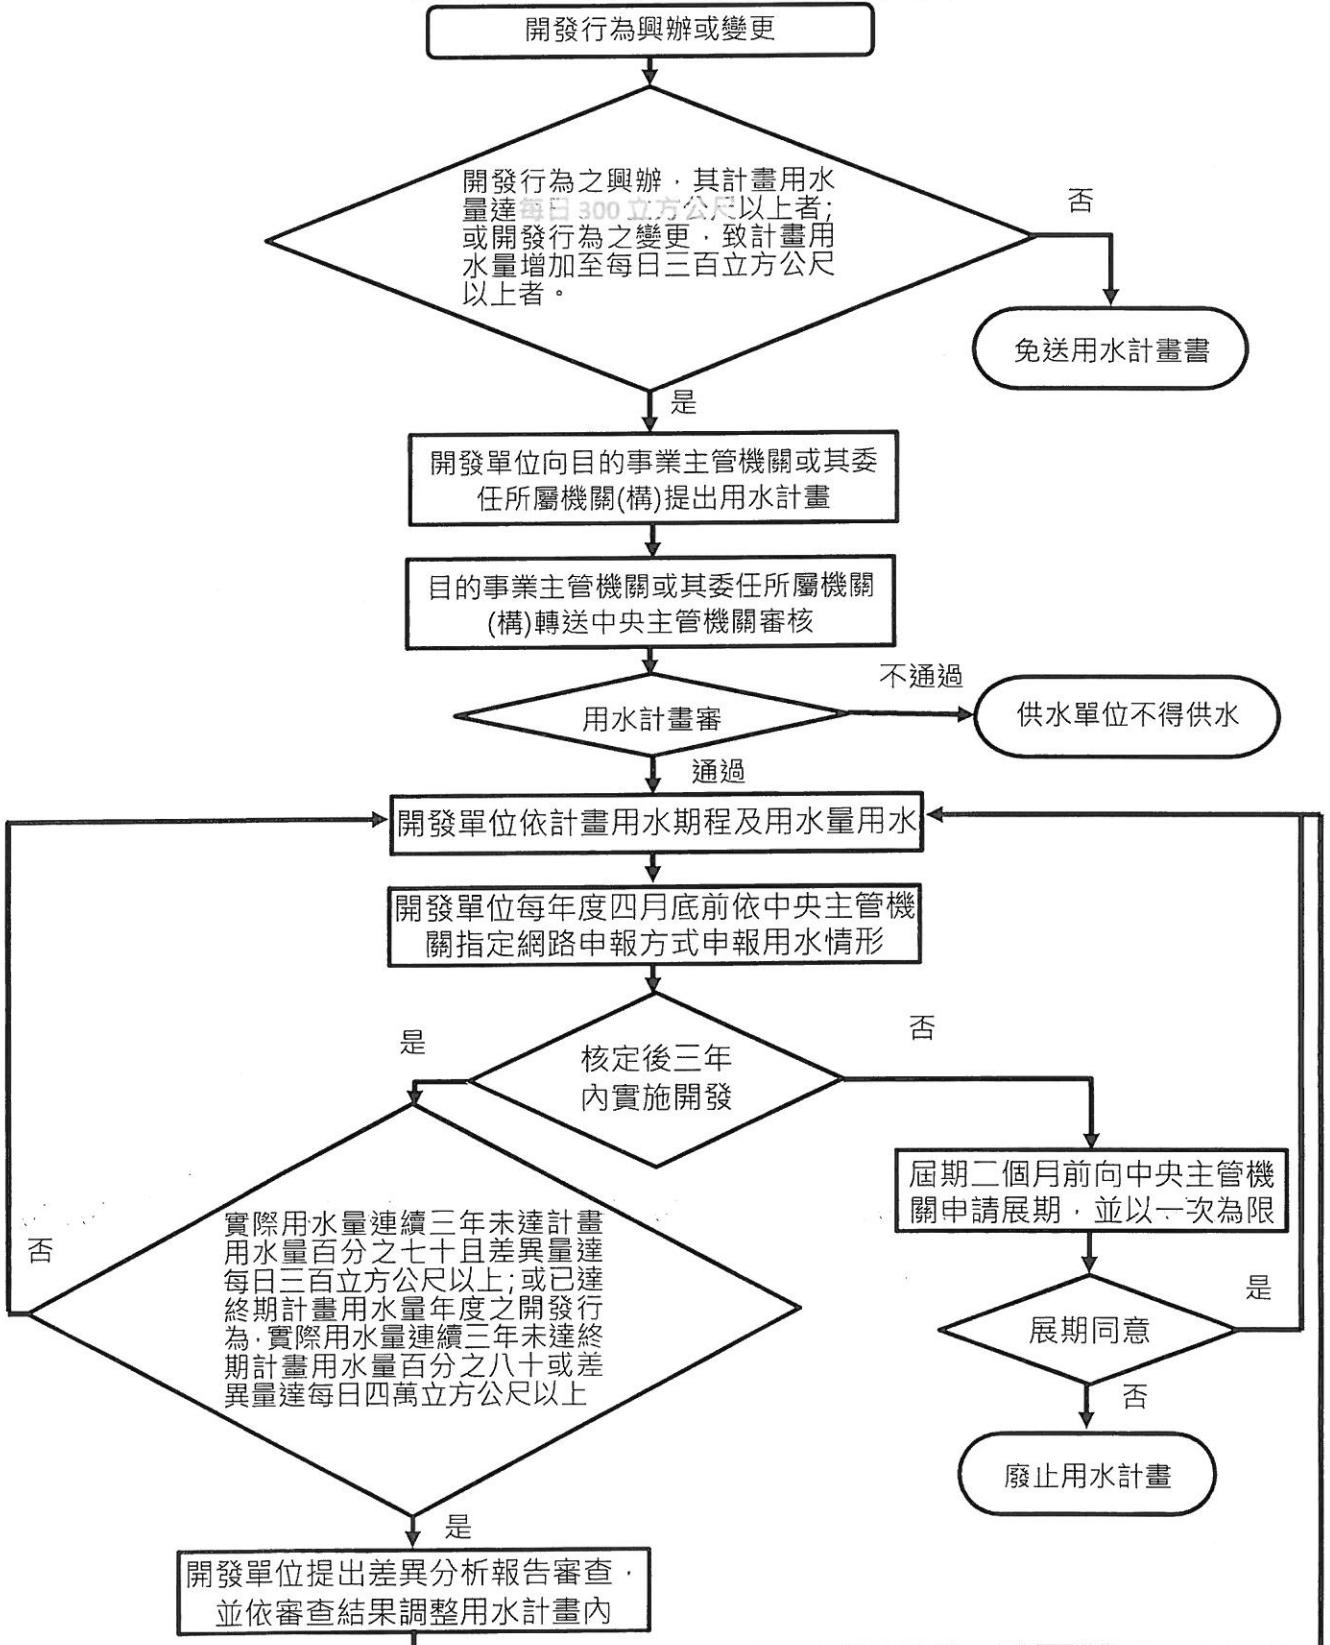 開發行為興辦或變更
開發行為之興辦，其計畫用水
量達每日 300 立方公尺以上者;
或開發行為之變更，致計畫用
水量增加至每日三百立方公尺
以上者。
否
免送用水計畫書
是
開發單位向目的事業主管機關或其委
任所屬機關(構)提出用水計畫
目的事業主管機關或其委任所屬機關
(構)轉送中央主管機關審核
不通過
用水計畫審
供水單位不得供水
通過
開發單位依計畫用水期程及用水量用水
開發單位每年度四月底前依中央主管機
關指定網路申報方式申報用水情形
是
否
核定後三年
內實施開發
屆期二個月前向中央主管機
關申請展期，並以一次為限
實際用水量連續三年未達計畫
用水量百分之七十且差異量達
每日三百立方公尺以上;或已達
終期計畫用水量年度之開發行
為，實際用水量連續三年未達終
期計畫用水量百分之八十或差
異量達每日四萬立方公尺以上
否
是
展期同意
否
廢止用水計畫
是
開發單位提出差異分析報告審查，
並依審查結果調整用水計畫內